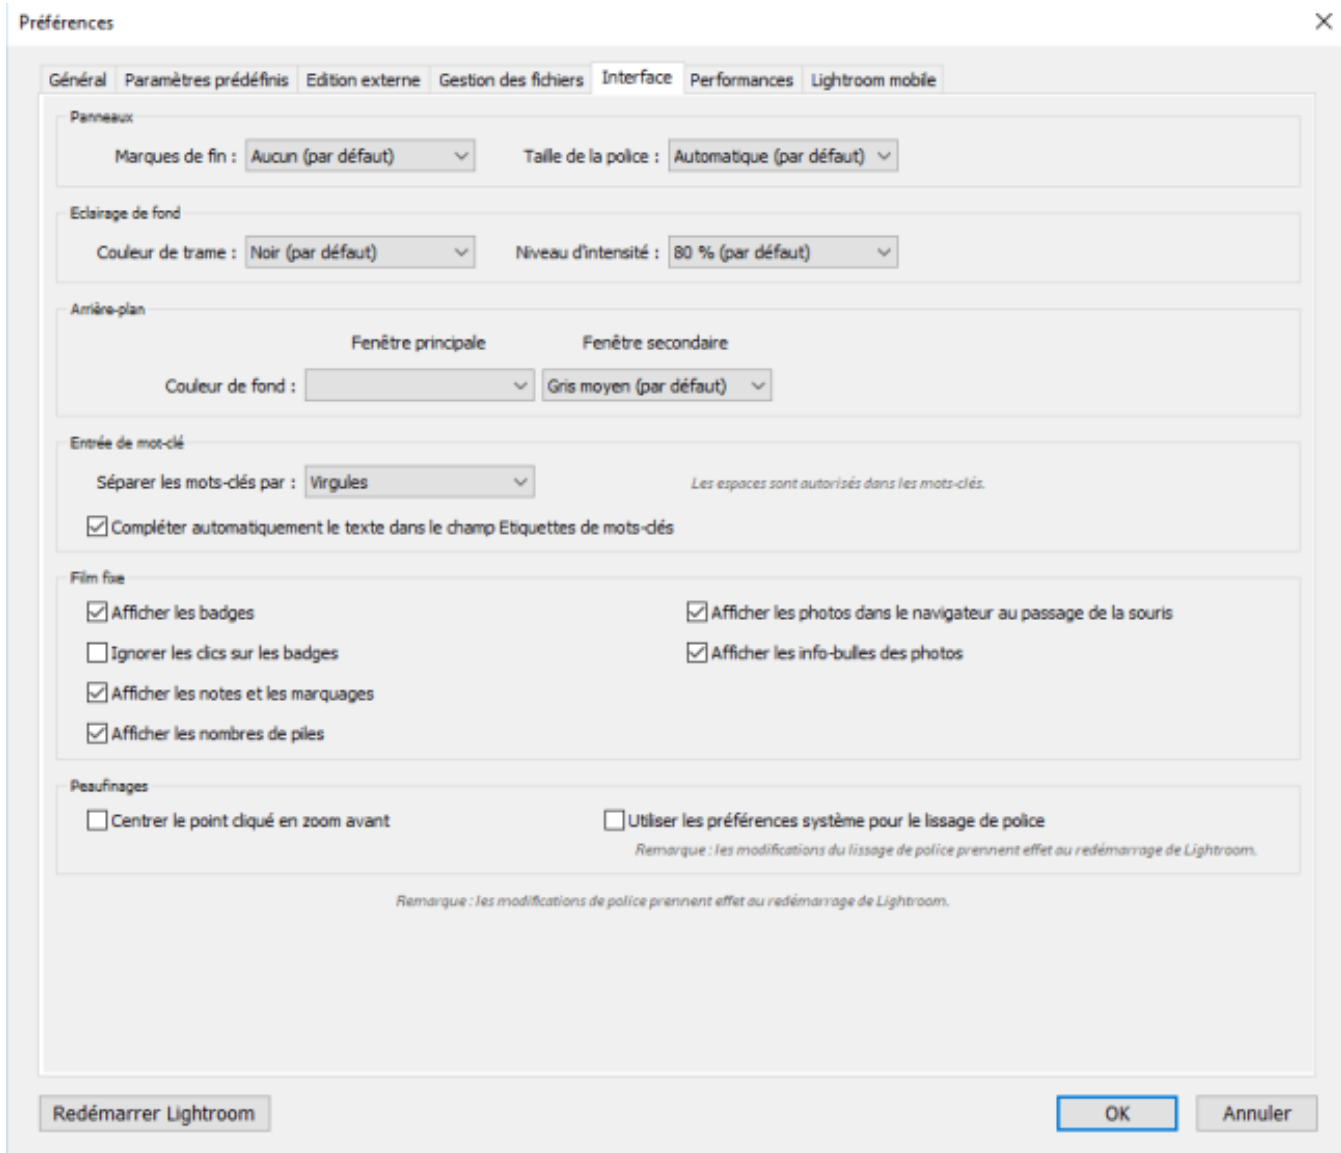 Préférences
Général Paramètres prédéfinis Edition externe Gestion des fichiers Interface Performances Lightroom mobile
Panneaux
Marques de fin : Aucun (par défaut) Taille de la police : Automatique (par défaut)
Eclairage de fond
Couleur de trame : Noir (par défaut) Niveau d'intensité : 80 % (par défaut)
Arrière-plan
Fenêtre principale Fenêtre secondaire
Couleur de fond : Gris moyen (par défaut)
Entrée de mot-clé
Séparer les mots-clés par : Virgules Les espaces sont autorisés dans les mots-clés.
Compléter automatiquement le texte dans le champ Etiquettes de mots-clés
Film fixe
Afficher les badges Afficher les photos dans le navigateur au passage de la souris
Ignorer les clics sur les badges Afficher les info-bulles des photos
Afficher les notes et les marquages
Afficher les nombres de piles
Peaufinages
Centrer le point cliqué en zoom avant Utiliser les préférences système pour le lissage de police
Remarque : les modifications du lissage de police prennent effet au redémarrage de Lightroom.
Remarque : les modifications de police prennent effet au redémarrage de Lightroom.
Redémarrer Lightroom OK Annuler